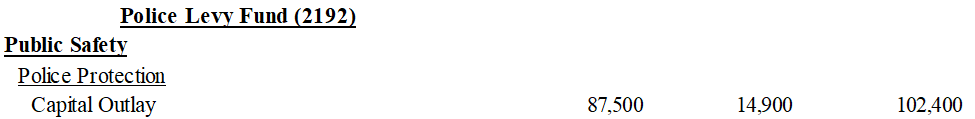 Police Levy Fund (2192)
Public Safety
Police Protection
Capital Outlay 87,500 14,900 102,400